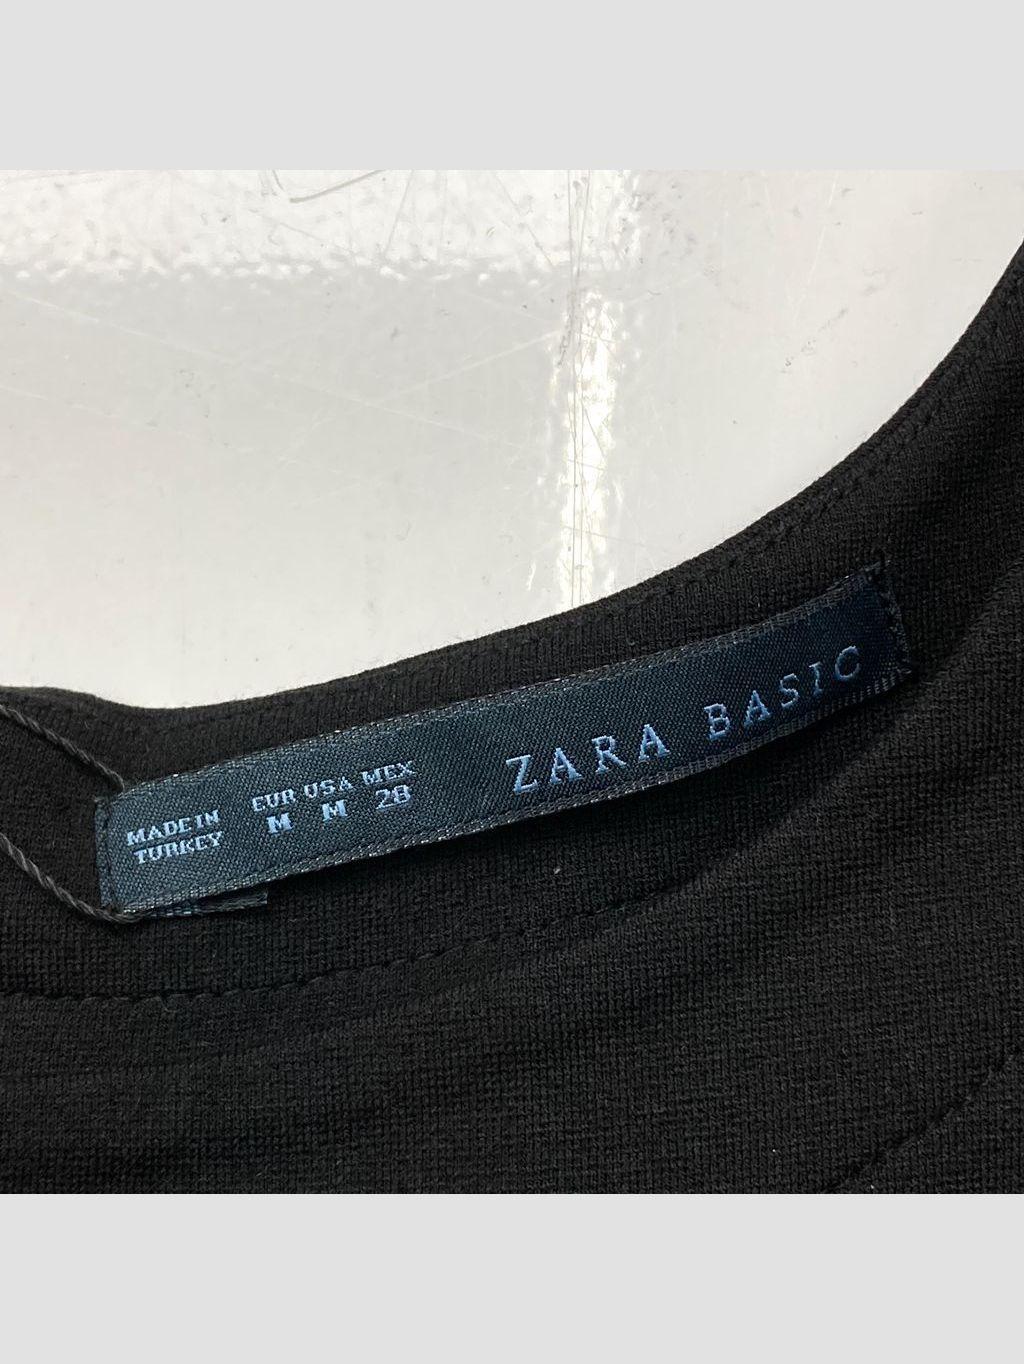 MADE IN
TURKEY
EUR USA MEX
M M 28
ZARA BASIC